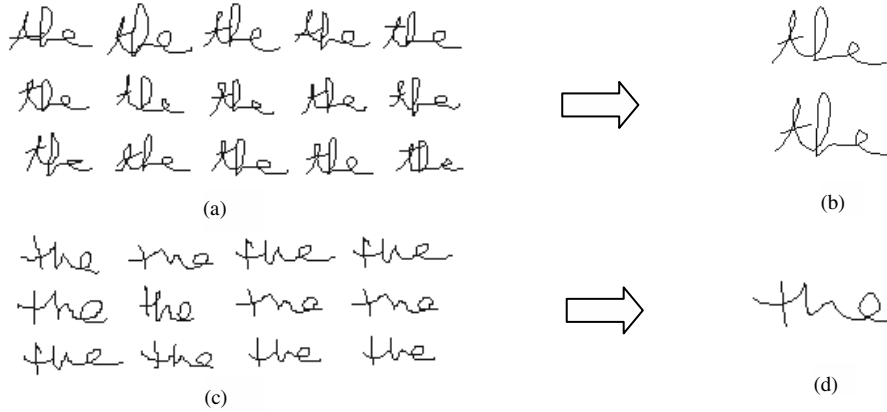 the the the the the the
the the the the the the
the the the the the
(a) (b)
the the the the
the the the the the
the the the the
(c) (d)